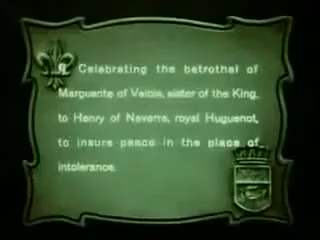 Celebrating the betrothal of
Marguerite of Valois, sister of the King,
to Henry of Navarre, royal Huguenot,
to insure peace in the place of
intolerance.